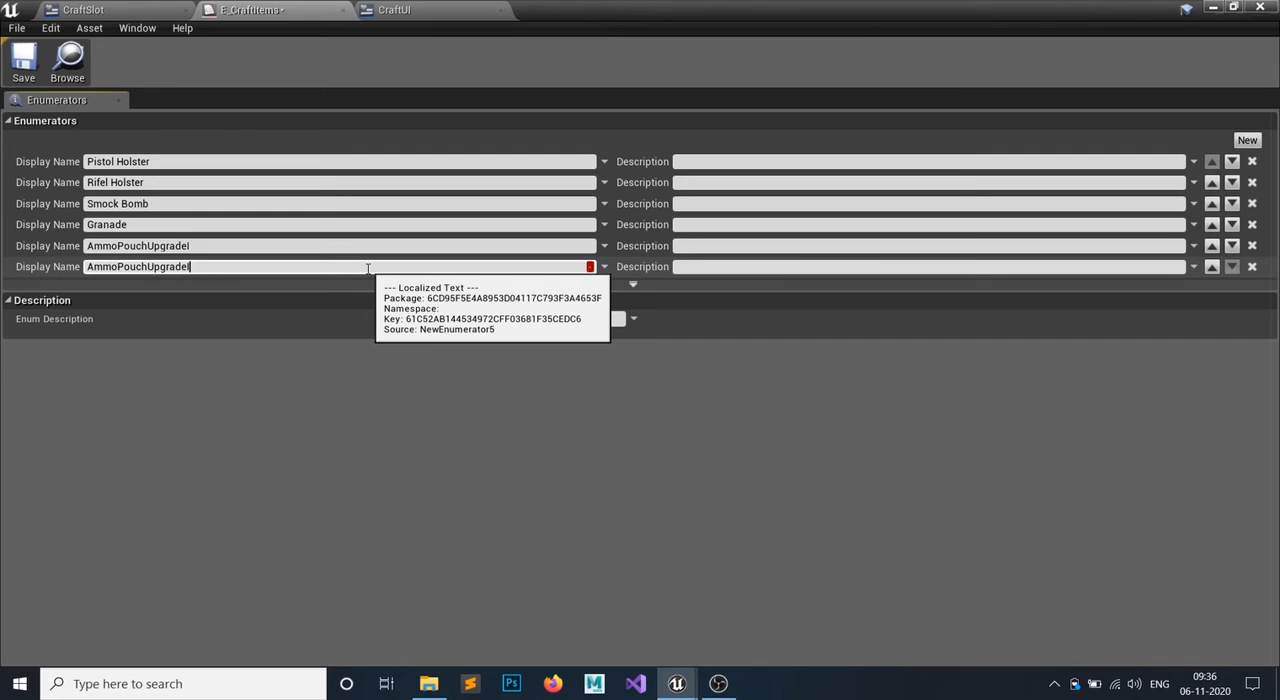 CraftSlot E_CraftItems* CraftUI
File Edit Asset Window Help
Save Browse
Enumerators
Enumerators
New
Display Name Pistol Holster Description
Display Name Rifel Holster Description
Display Name Smock Bomb Description
Display Name Granade Description
Display Name AmmoPouchUpgradeI Description
Display Name AmmoPouchUpgradeI Description
--- Localized Text ---
Package: 6CD95F5E4A8953D04117C793F3A4653F
Namespace:
Key: 61C52AB144534972CFF03681F35CEDC6
Source: NewEnumerator5
Description
Enum Description
Type here to search
ENG
09:36
06-11-2020